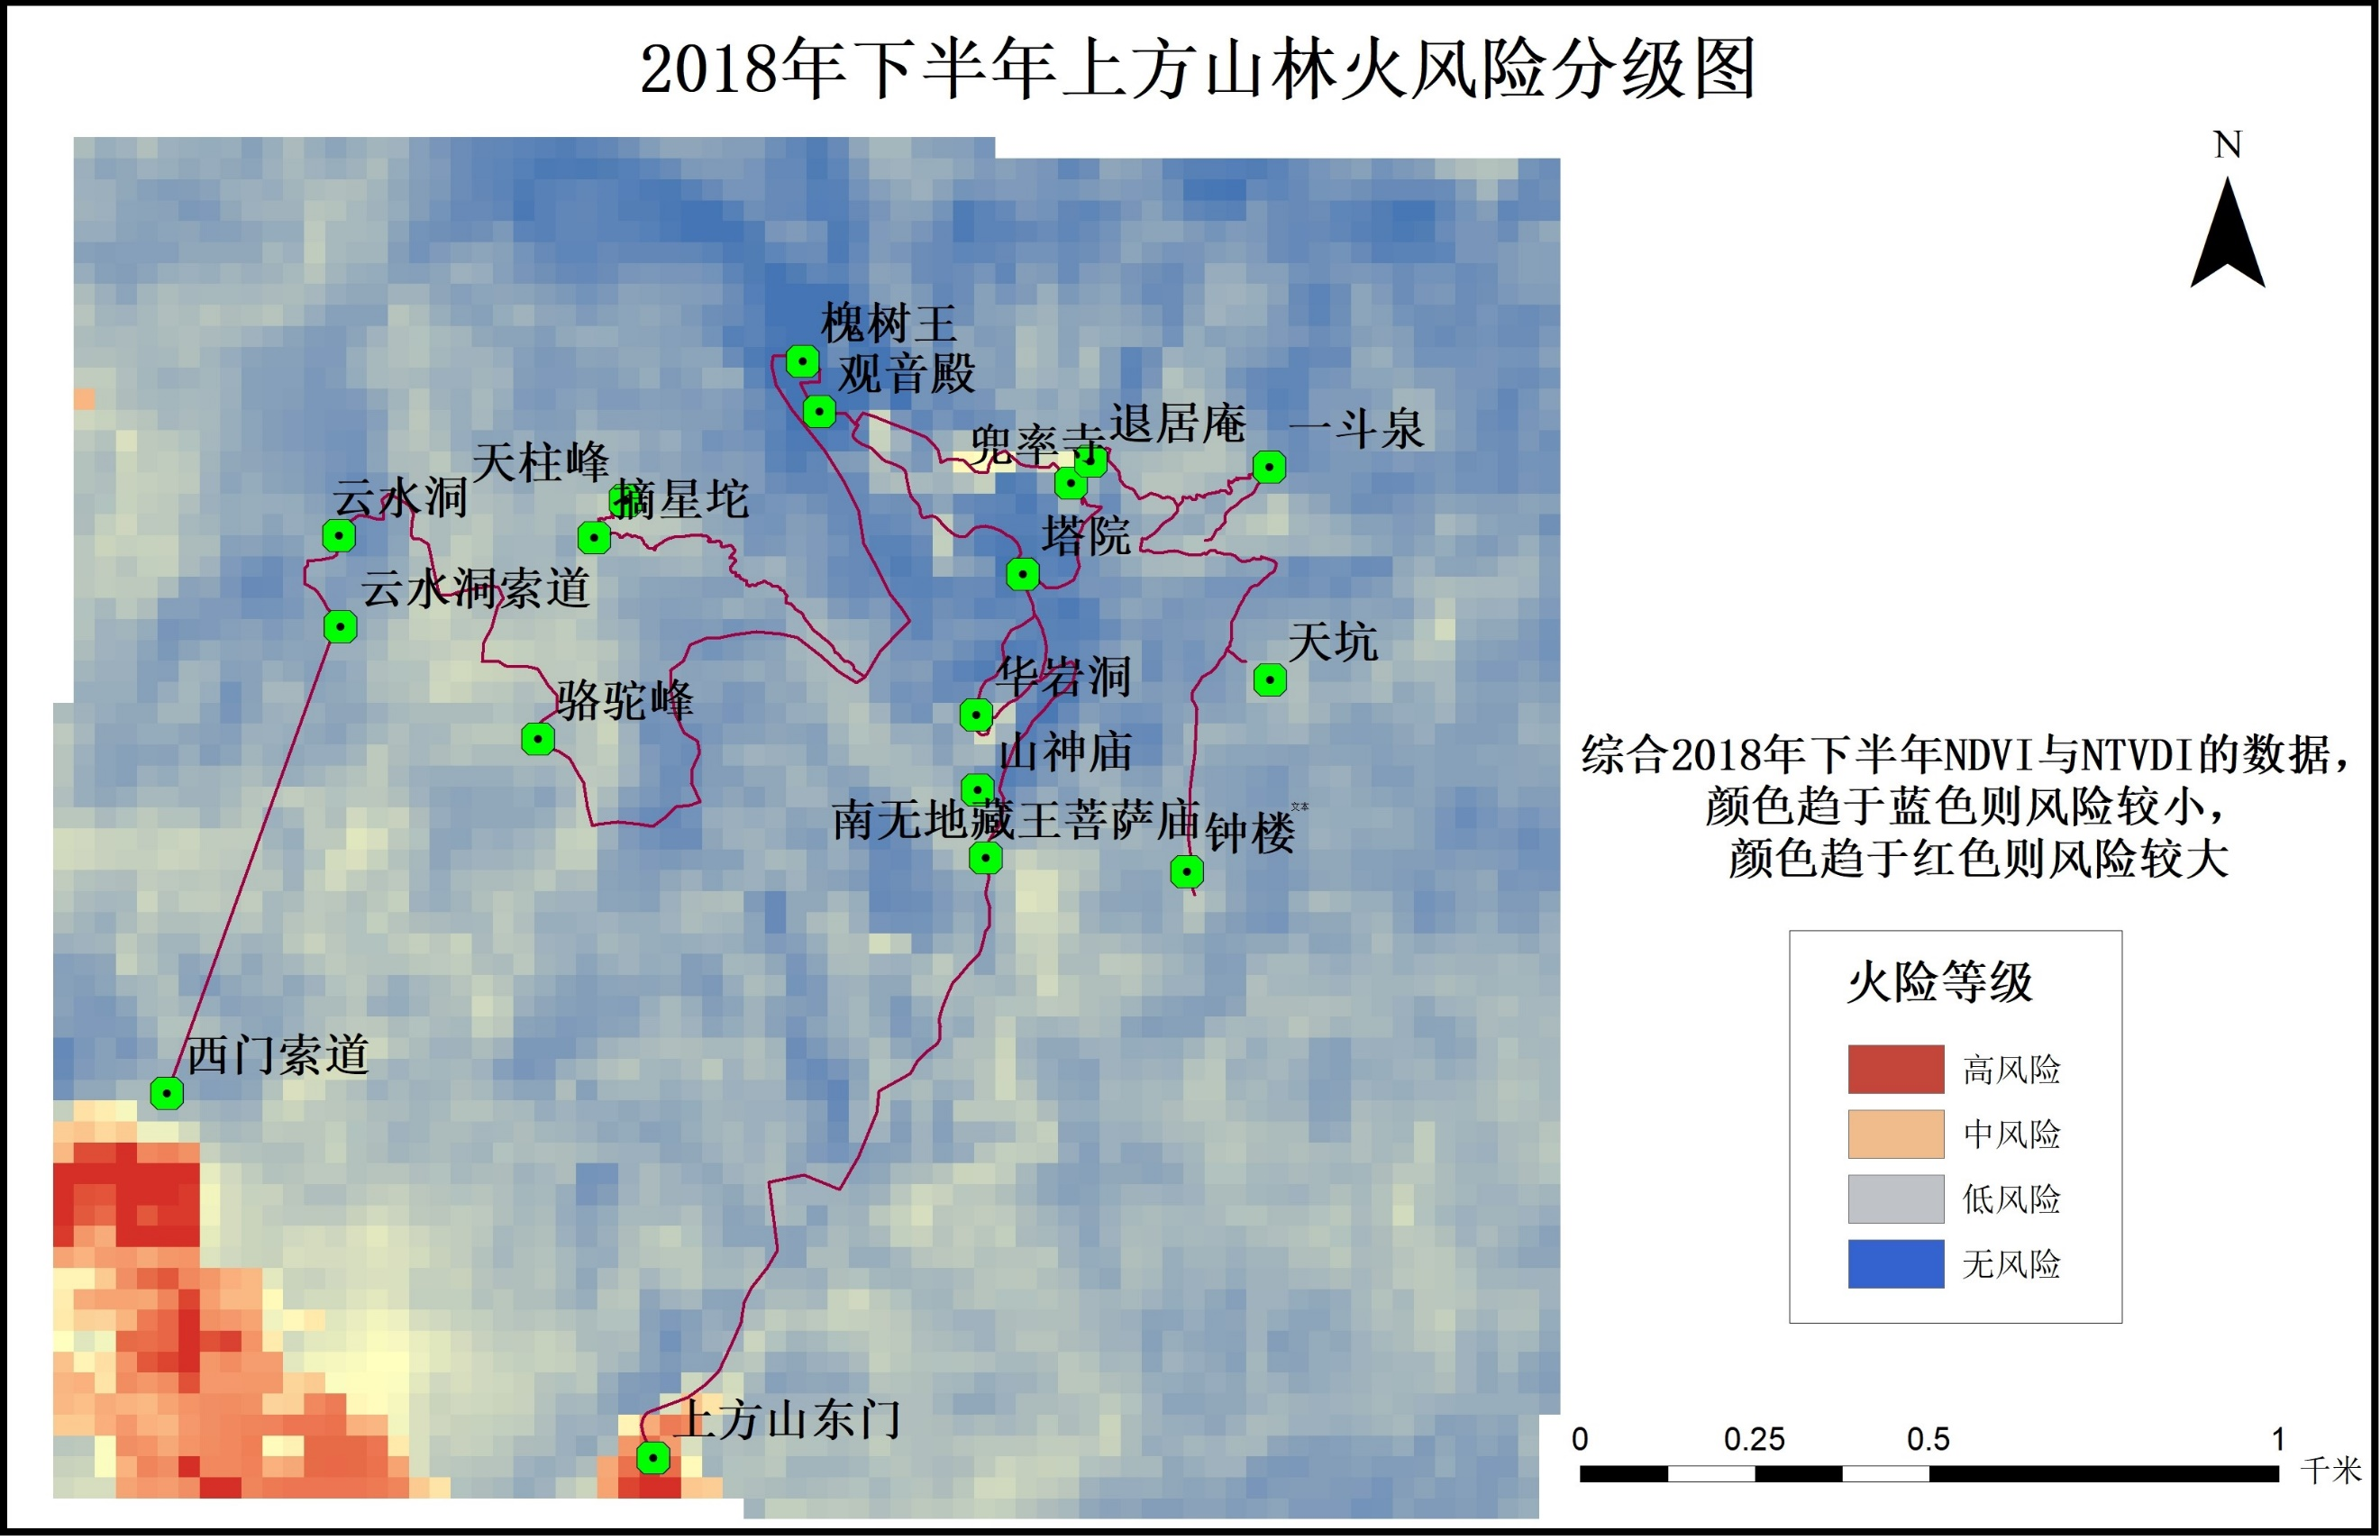 2018年下半年上方山林火风险分级图
N
槐树王
观音殿
兜率寺
退居庵
一斗泉
天柱峰
摘星坨
云水洞
塔院
云水洞索道
天坑
华岩洞
骆驼峰
山神庙
南无地藏王菩萨庙
钟楼
文本
西门索道
上方山东门
综合2018年下半年NDVI与NTVDI的数据，
颜色趋于蓝色则风险较小，
颜色趋于红色则风险较大
火险等级
高风险
中风险
低风险
无风险
0 0.25 0.5 1
千米